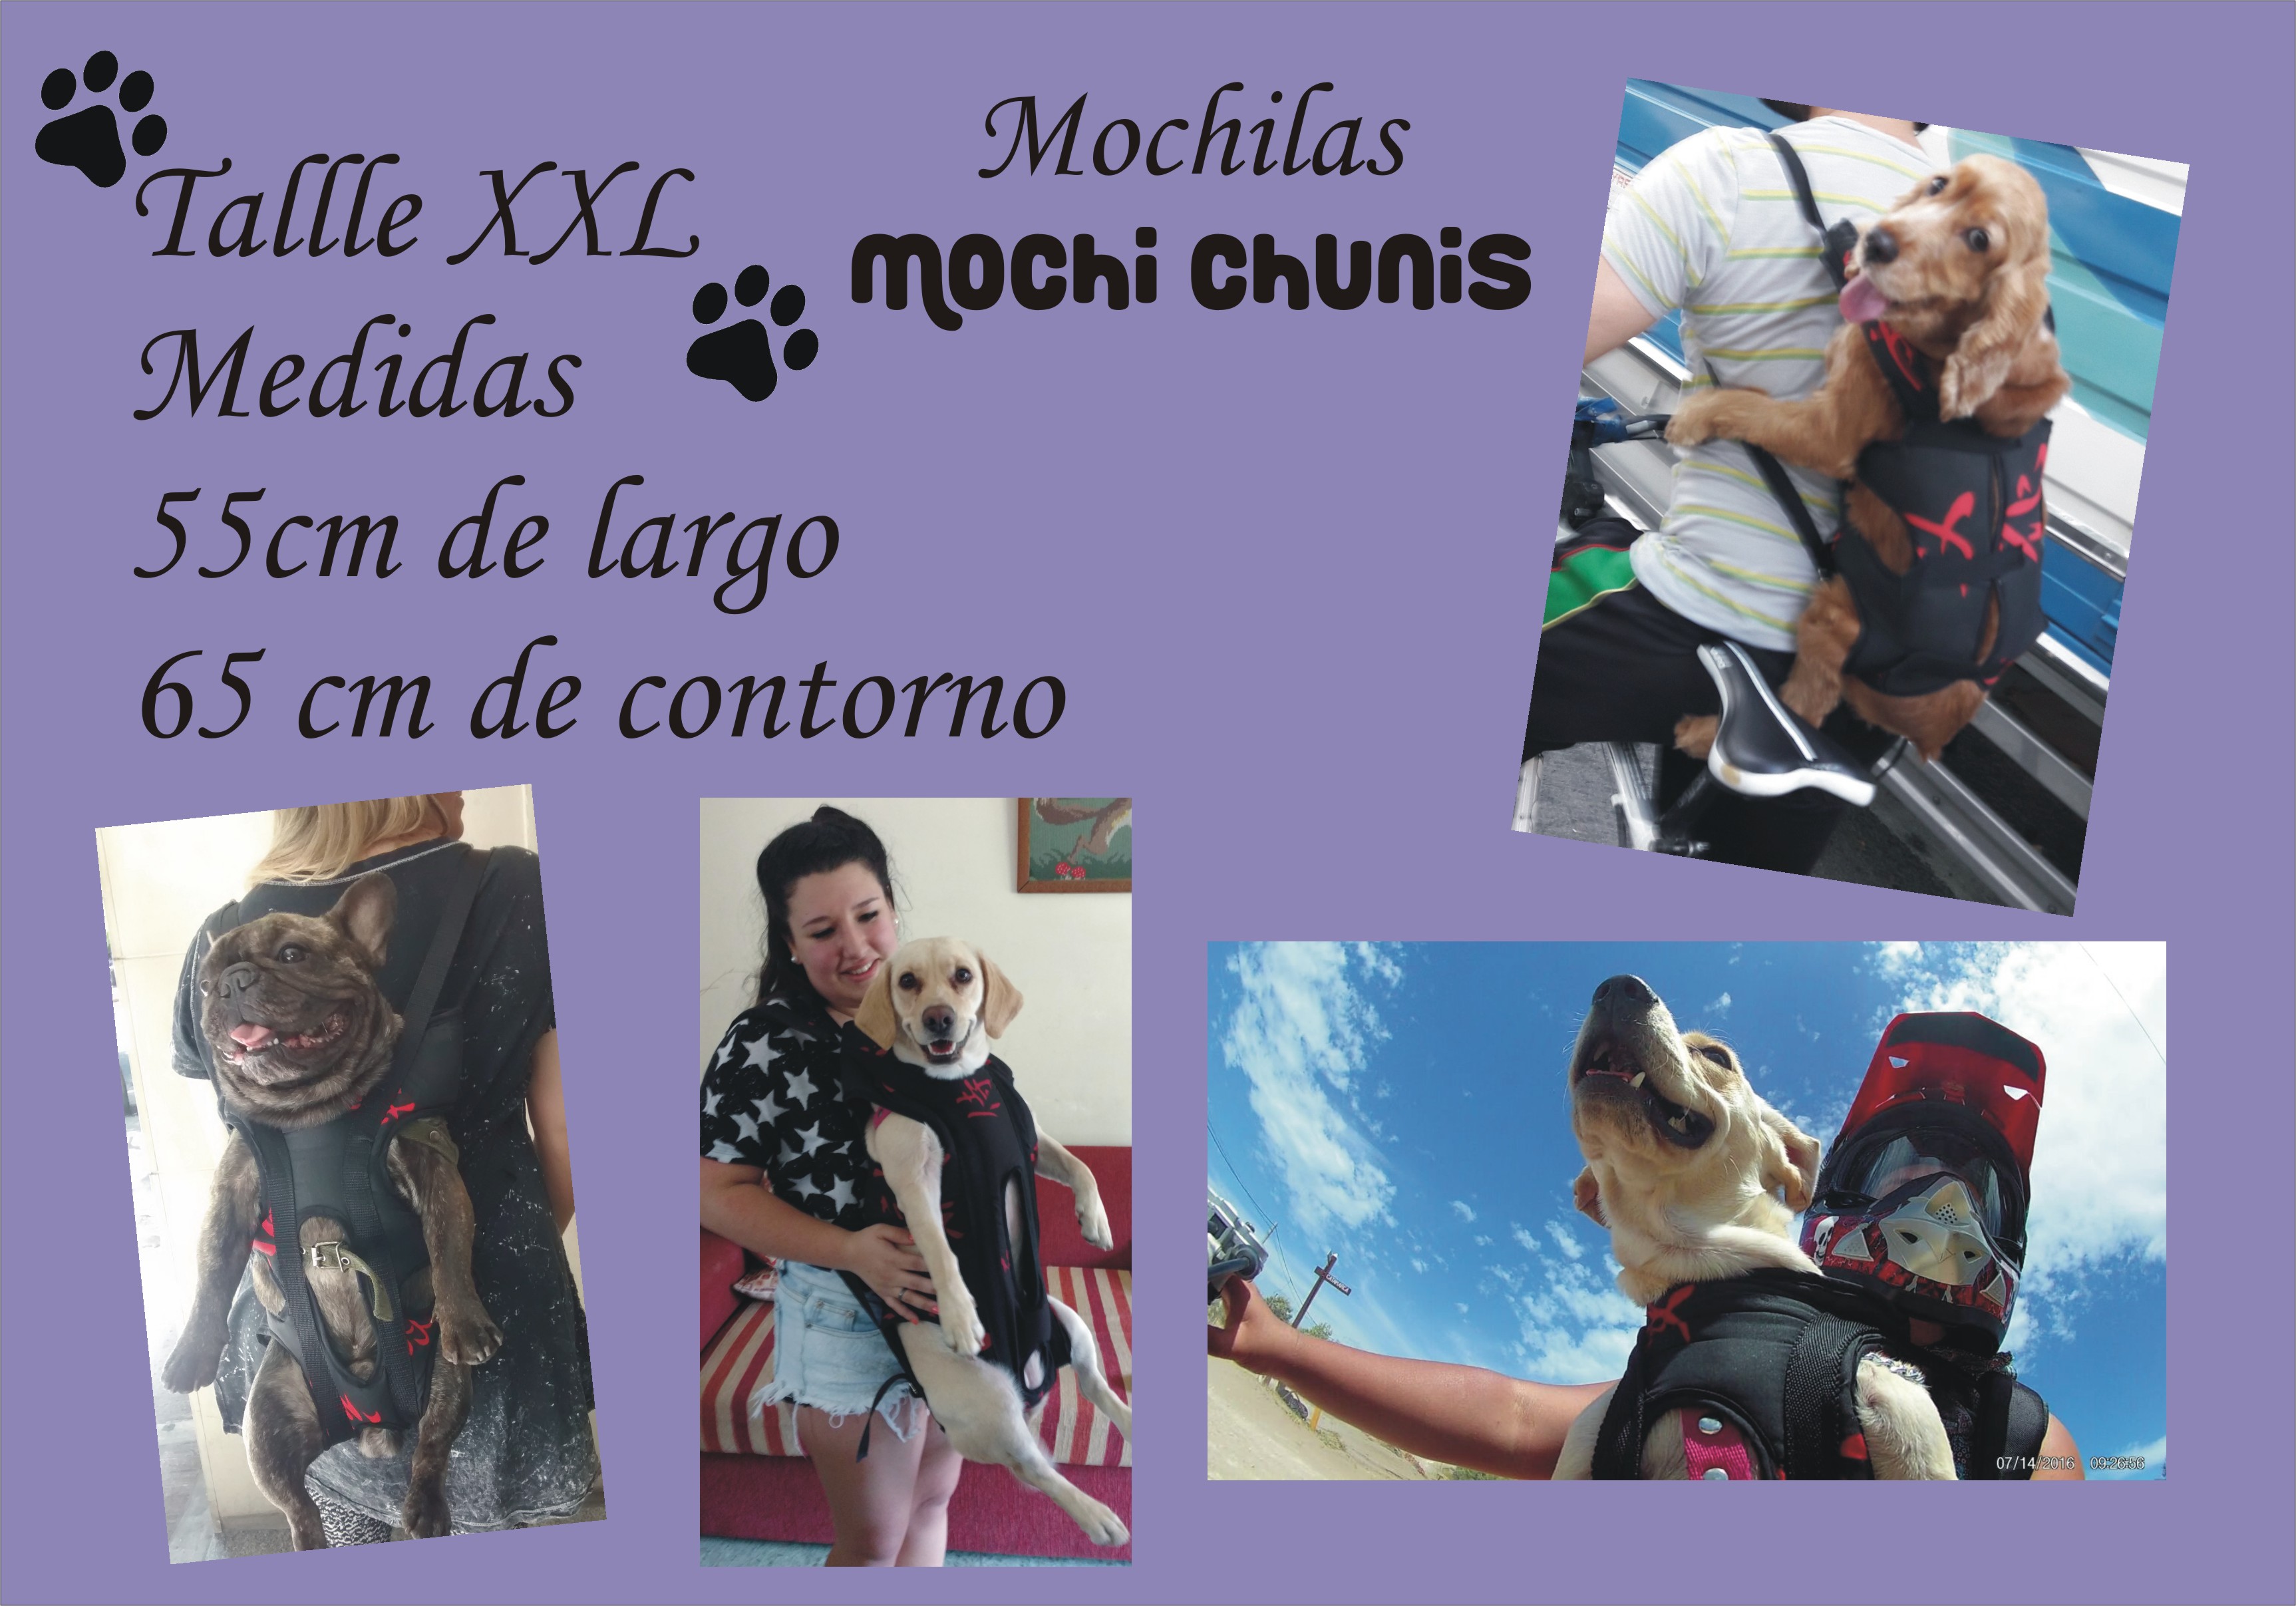 Tallle XXL
Medidas
55cm de largo
65 cm de contorno
Mochilas
mochi chunis
07/14/2016 09:26:56